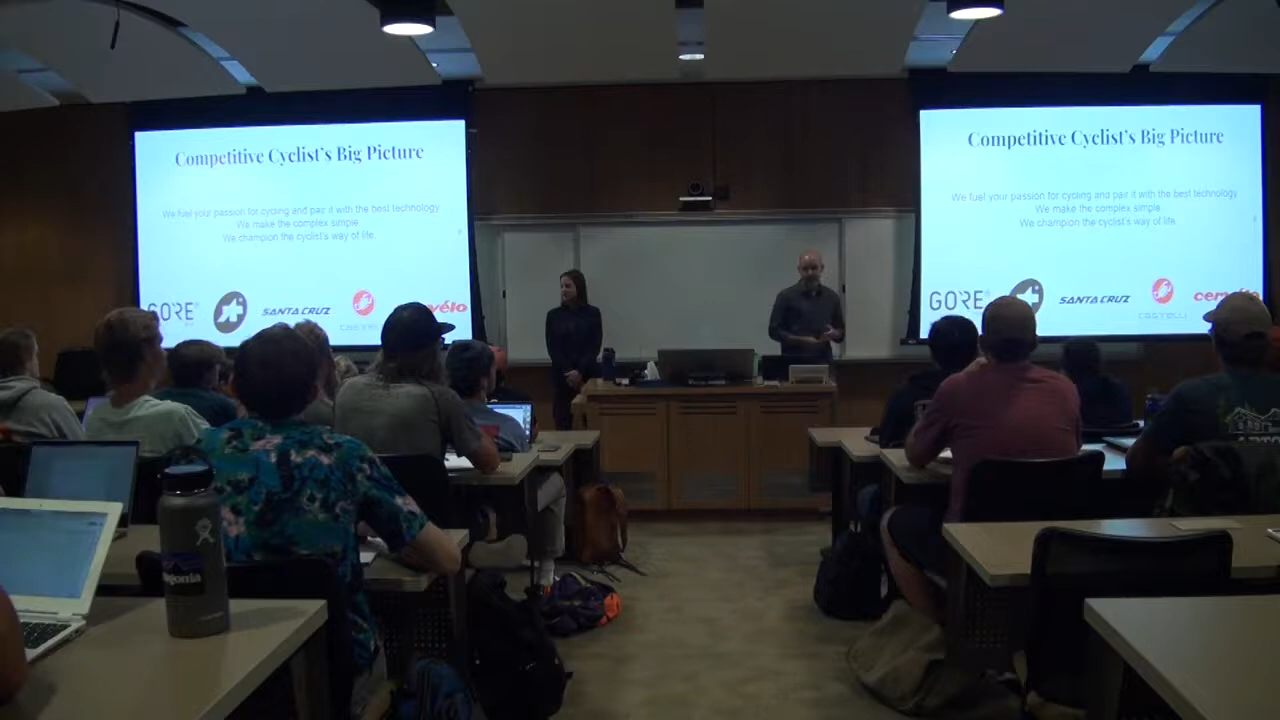 Competitive Cyclist's Big Picture
We fuel your passion for cycling and pair it with the best technology
We make the complex simple
We champion the cyclist's way of life
GORE
SANTA CRUZ
vélo
Competitive Cyclist's Big Picture
We fuel your passion for cycling and pair it with the best technology
We make the complex simple
We champion the cyclist's way of life
GORE
SANTA CRUZ
CASTELLI